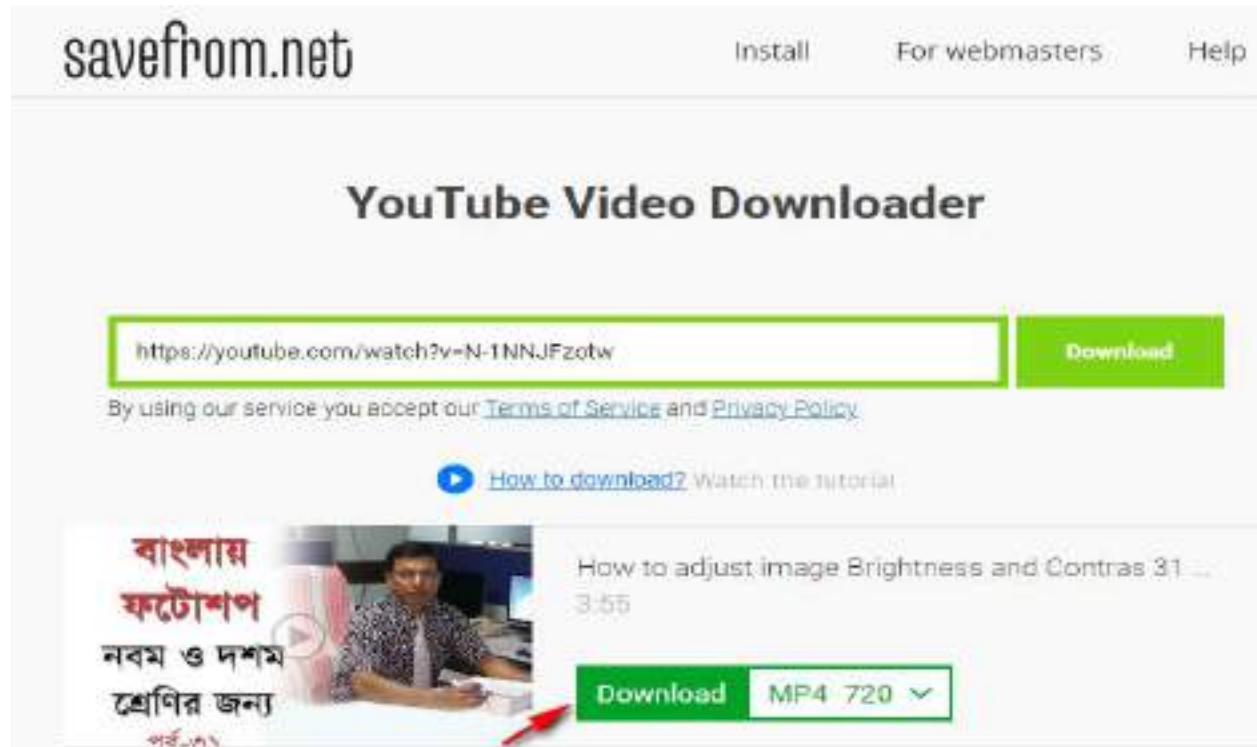 savefrom.net
Install For webmasters Help
YouTube Video Downloader
https://youtube.com/watch?v=N-1NNJFzotw
Download
By using our service you accept our Terms of Service and Privacy Policy
How to download? Watch the tutorial
বাংলায়
ফটোশপ
নবম ও দশম
শ্রেণির জন্য
পর্ব-৩১
How to adjust image Brightness and Contras 31 ...
3:55
Download MP4 720